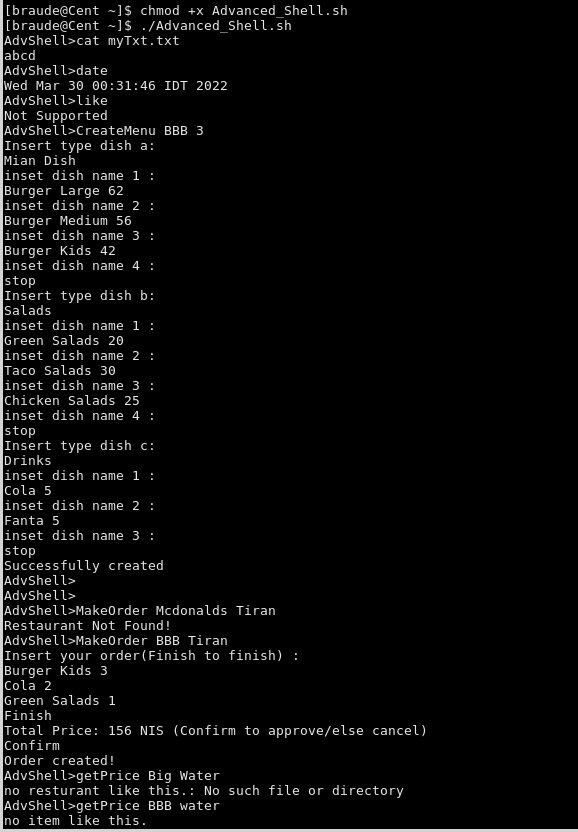 [braude@Cent ~]$ chmod +x Advanced_Shell.sh
[braude@Cent ~]$ ./Advanced_Shell.sh
AdvShell>cat myTxt.txt
abcd
AdvShell>date
Wed Mar 30 00:31:46 IDT 2022
AdvShell>like
Not Supported
AdvShell>CreateMenu BBB 3
Insert type dish a:
Mian Dish
inset dish name 1 :
Burger Large 62
inset dish name 2 :
Burger Medium 56
inset dish name 3 :
Burger Kids 42
inset dish name 4 :
stop
Insert type dish b:
Salads
inset dish name 1 :
Green Salads 20
inset dish name 2 :
Taco Salads 30
inset dish name 3 :
Chicken Salads 25
inset dish name 4 :
stop
Insert type dish c:
Drinks
inset dish name 1 :
Cola 5
inset dish name 2 :
Fanta 5
inset dish name 3 :
stop
Successfully created
AdvShell>
AdvShell>
AdvShell>MakeOrder Mcdonalds Tiran
Restaurant Not Found!
AdvShell>MakeOrder BBB Tiran
Insert your order(Finish to finish) :
Burger Kids 3
Cola 2
Green Salads 1
Finish
Total Price: 156 NIS (Confirm to approve/else cancel)
Confirm
Order created!
AdvShell>getPrice Big Water
no resturant like this.: No such file or directory
AdvShell>getPrice BBB water
no item like this.